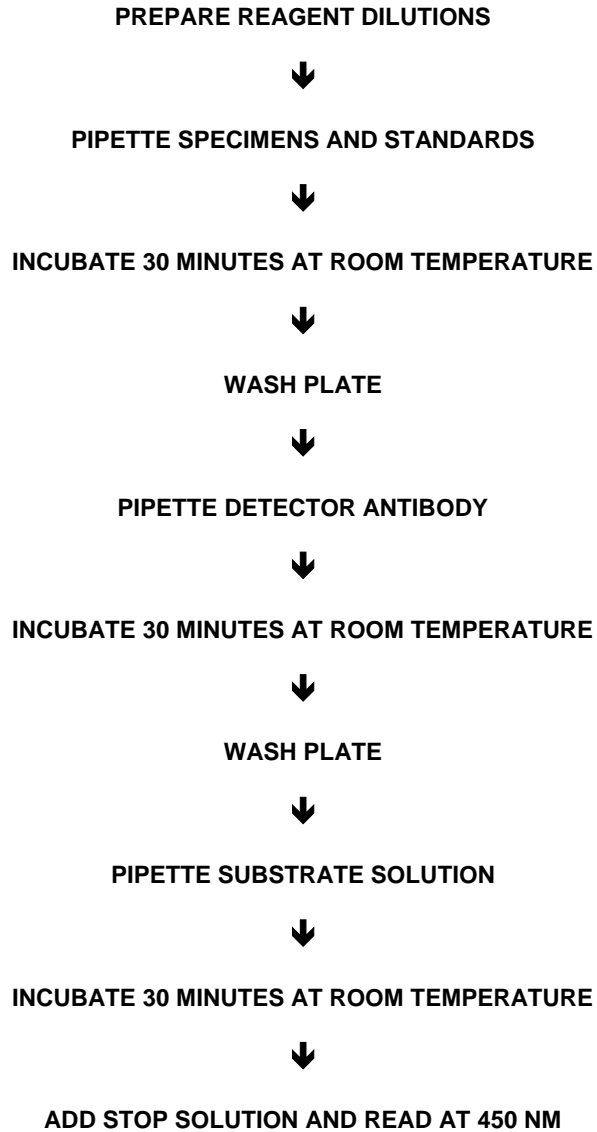 PREPARE REAGENT DILUTIONS
PIPETTE SPECIMENS AND STANDARDS
INCUBATE 30 MINUTES AT ROOM TEMPERATURE
WASH PLATE
PIPETTE DETECTOR ANTIBODY
INCUBATE 30 MINUTES AT ROOM TEMPERATURE
WASH PLATE
PIPETTE SUBSTRATE SOLUTION
INCUBATE 30 MINUTES AT ROOM TEMPERATURE
ADD STOP SOLUTION AND READ AT 450 NM